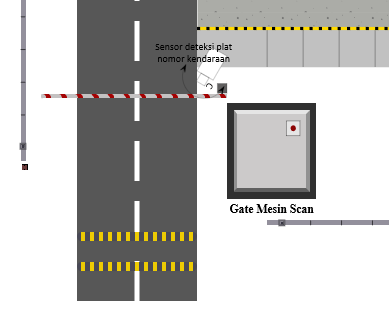 Sensor deteksi plat
nomor kendaraan
Gate Mesin Scan